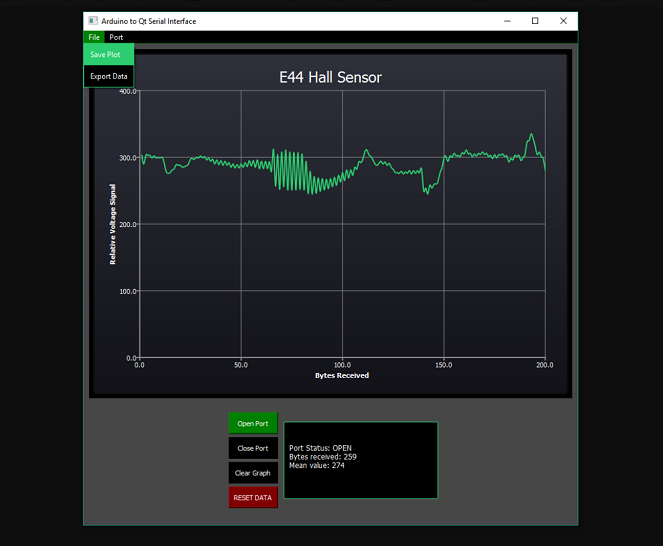 Arduino to Qt Serial Interface
File Port
Save Plot
Export Data
E44 Hall Sensor
400.0
300.0
200.0
100.0
0.0
Relative Voltage Signal
0.0 50.0 100.0 150.0 200.0
Bytes Received
Open Port
Close Port
Clear Graph
RESET DATA
Port Status: OPEN
Bytes received: 259
Mean value: 274